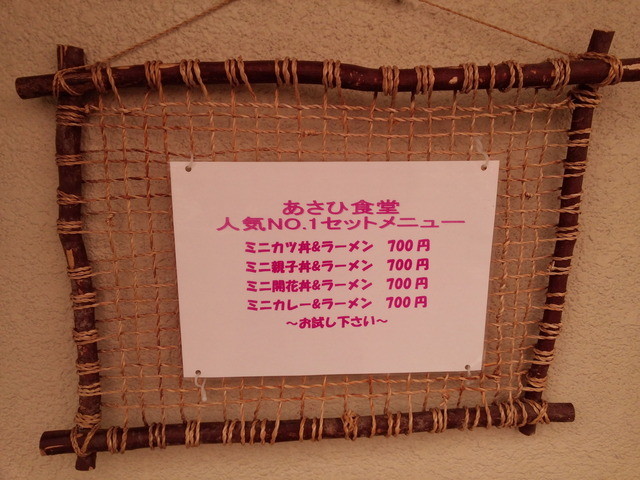 あさひ食堂
人気NO.1セットメニュー
ミニカツ丼&ラーメン 700円
ミニ親子丼&ラーメン 700円
ミニ開花丼&ラーメン 700円
ミニカレー&ラーメン 700円
～お試し下さい～